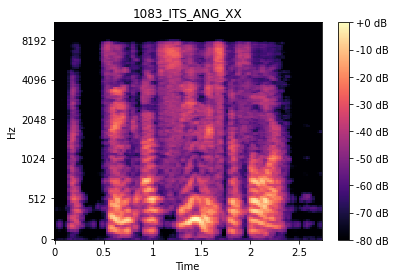 1083_ITS_ANG_XX
+0 dB
8192
-10 dB
4096
-20 dB
-30 dB
2048
Hz
-40 dB
1024
-50 dB
512
-60 dB
-70 dB
0
-80 dB
0 0.5 1 1.5 2 2.5
Time